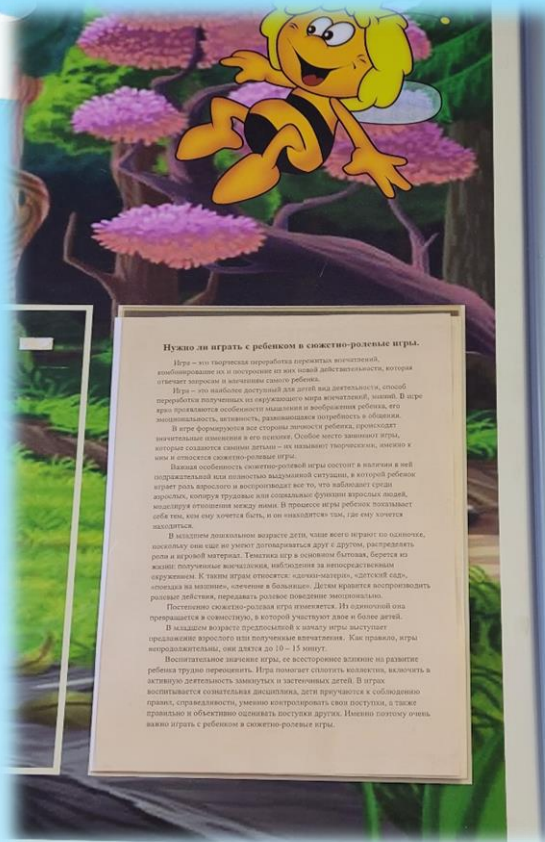 Нужно ли играть с ребенком в сюжетно-ролевые игры.
Игра – это творческая переработка пережитых впечатлений,
комбинирование их и построение из них новой действительности, которая
отвечает запросам и влечениям самого ребенка.
Игра – это наиболее доступный для детей вид деятельности, способ
переработки полученных из окружающего мира впечатлений, знаний. В игре
ярко проявляются особенности мышления и воображения ребенка, его
эмоциональность, активность, развивающаяся потребность в общении.
В игре формируются все стороны личности ребенка, происходят
значительные изменения в его психике. Особое место занимают игры,
которые создаются самими детьми – их называют творческими, именно к
ним и относятся сюжетно-ролевые игры.
Важная особенность сюжетно-ролевой игры состоит в наличии в ней
подражательной или полностью выдуманной ситуации, в которой ребенок
играет роль взрослого и воспроизводит все то, что наблюдает среди
взрослых, копируя трудовые или социальные функции взрослых людей,
моделируя отношения между ними. В процессе игры ребенок показывает
себя тем, кем ему хочется быть, и он «находится» там, где ему хочется
находиться.
В младшем дошкольном возрасте дети, чаще всего играют по одиночке,
поскольку они еще не умеют договариваться друг с другом, распределять
роли и игровой материал. Тематика игр в основном бытовая, берется из
жизни: полученные впечатления, наблюдения за непосредственным
окружением. К таким играм относятся: «дочки-матери», «детский сад»,
«поездка на машине», «лечение в больнице». Детям нравится воспроизводить
ролевые действия, передавать ролевое поведение эмоционально.
Постепенно сюжетно-ролевая игра изменяется. Из одиночной она
превращается в совместную, в которой участвуют двое и более детей.
В младшем возрасте предпосылкой к началу игры выступает
предложение взрослого или полученные впечатления. Как правило, игры
непродолжительны, они длятся до 10 – 15 минут.
Воспитательное значение игры, ее всестороннее влияние на развитие
ребенка трудно переоценить. Игра помогает сплотить коллектив, включить в
активную деятельность замкнутых и застенчивых детей. В играх
воспитывается сознательная дисциплина, дети приучаются к соблюдению
правил, справедливости, умению контролировать свои поступки, а также
правильно и объективно оценивать поступки других. Именно поэтому очень
важно играть с ребенком в сюжетно-ролевые игры.